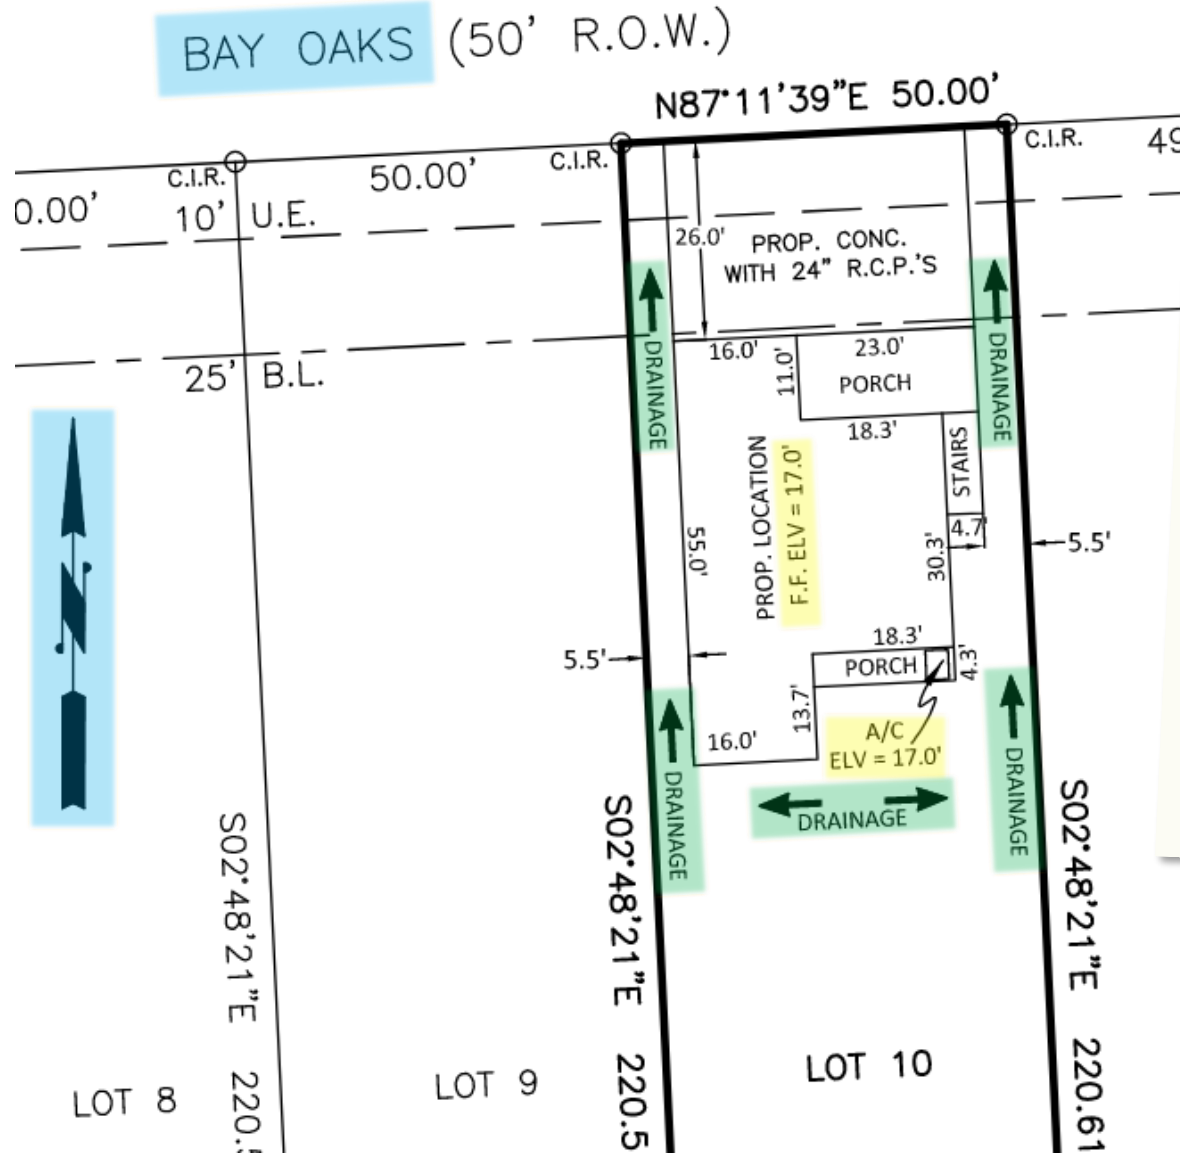 BAY OAKS (50' R.O.W.)
N87°11'39"E 50.00'
C.I.R.
50.00'
C.I.R.
C.I.R.
49
0.00'
10' U.E.
26.0'
PROP. CONC.
WITH 24" R.C.P.'S
25' B.L.
16.0'
11.0'
23.0'
PORCH
18.3'
DRAINAGE
DRAINAGE
STAIRS
4.7'
PROP. LOCATION
F.F. ELV = 17.0'
55.0'
30.3'
5.5'
5.5'
18.3'
PORCH
4.3'
13.7'
16.0'
A/C
ELV = 17.0'
DRAINAGE
DRAINAGE
DRAINAGE
N
S02°48'21"E 220.5
S02°48'21"E 220.5
S02°48'21"E 220.61
LOT 8
LOT 9
LOT 10